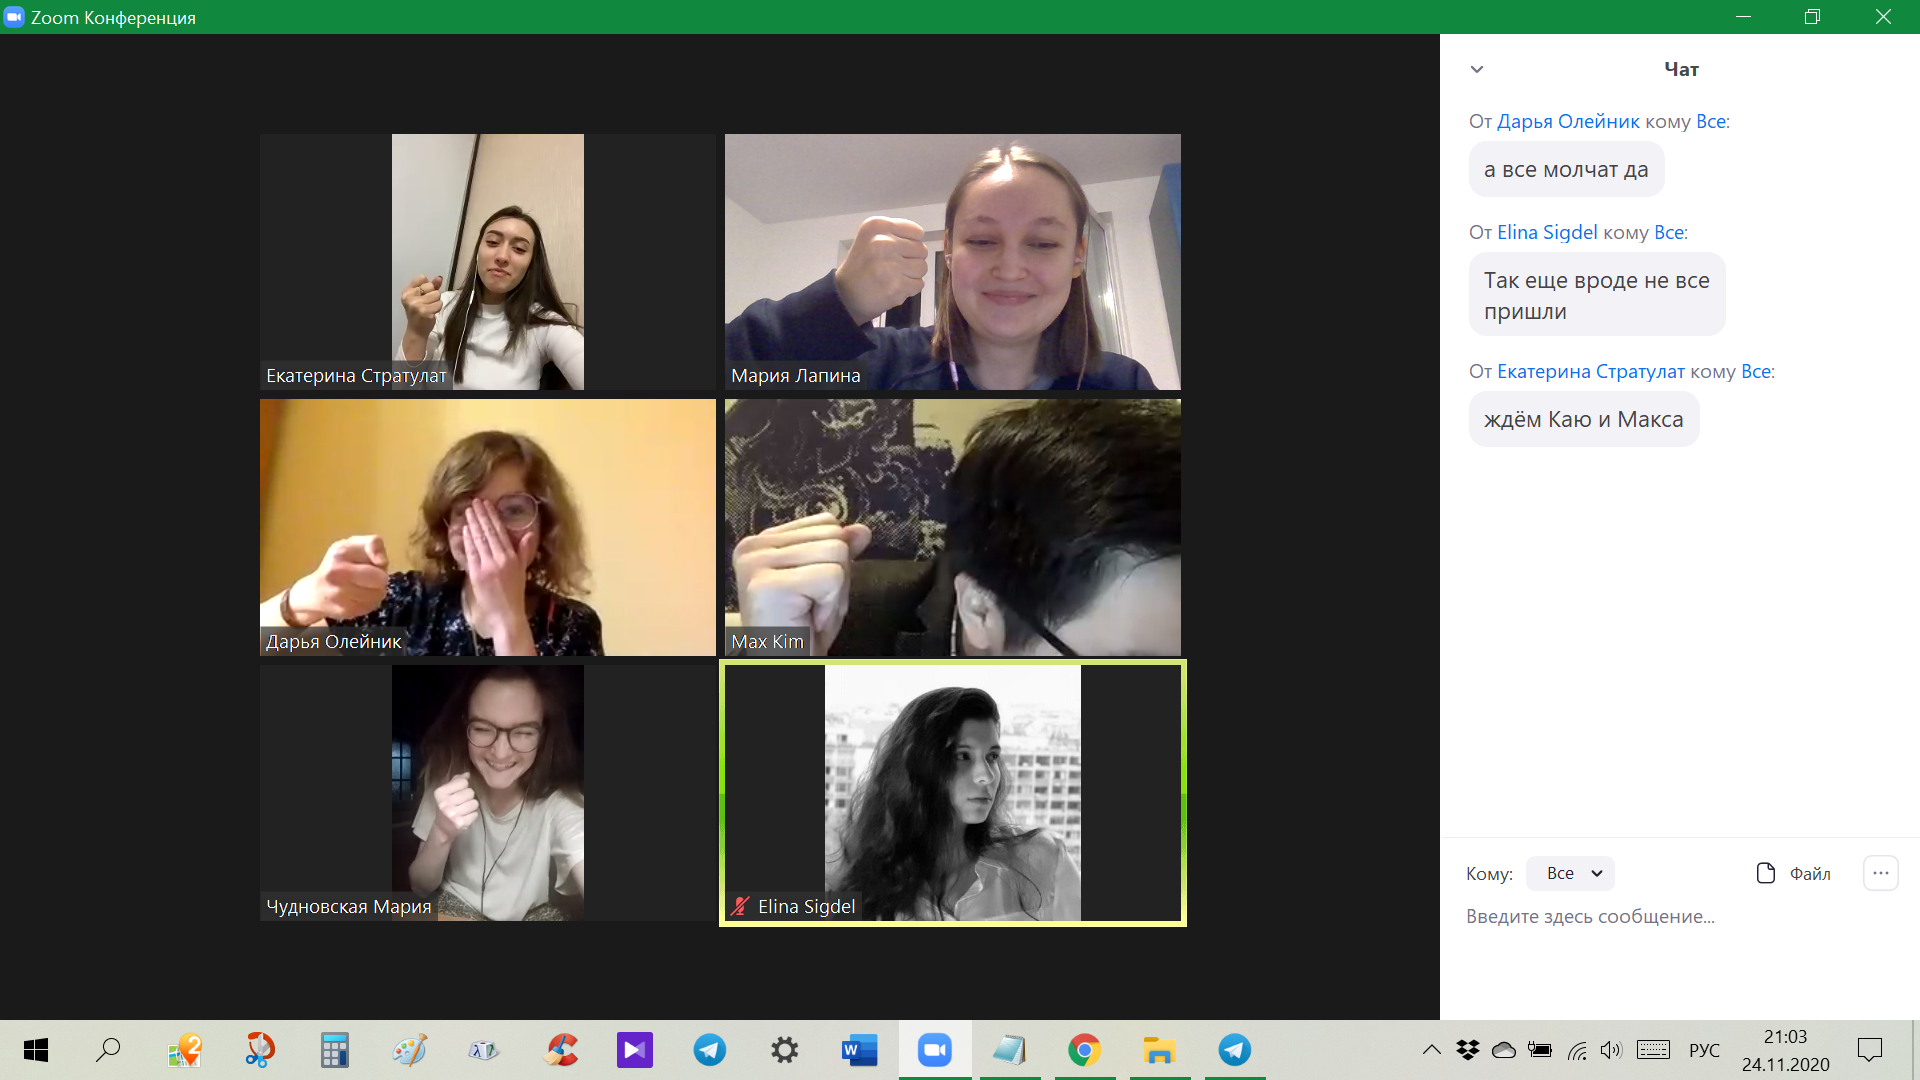 Zoom Конференция
Екатерина Стратулат
Мария Лапина
Дарья Олейник
Max Kim
Чудновская Мария
Elina Sigdel
Чат
От Дарья Олейник кому Все:
а все молчат да
От Elina Sigdel кому Все:
Так еще вроде не все
пришли
От Екатерина Стратулат кому Все:
ждём Каю и Макса
Кому: Все Файл
Введите здесь сообщение...
РУС
21:03
24.11.2020